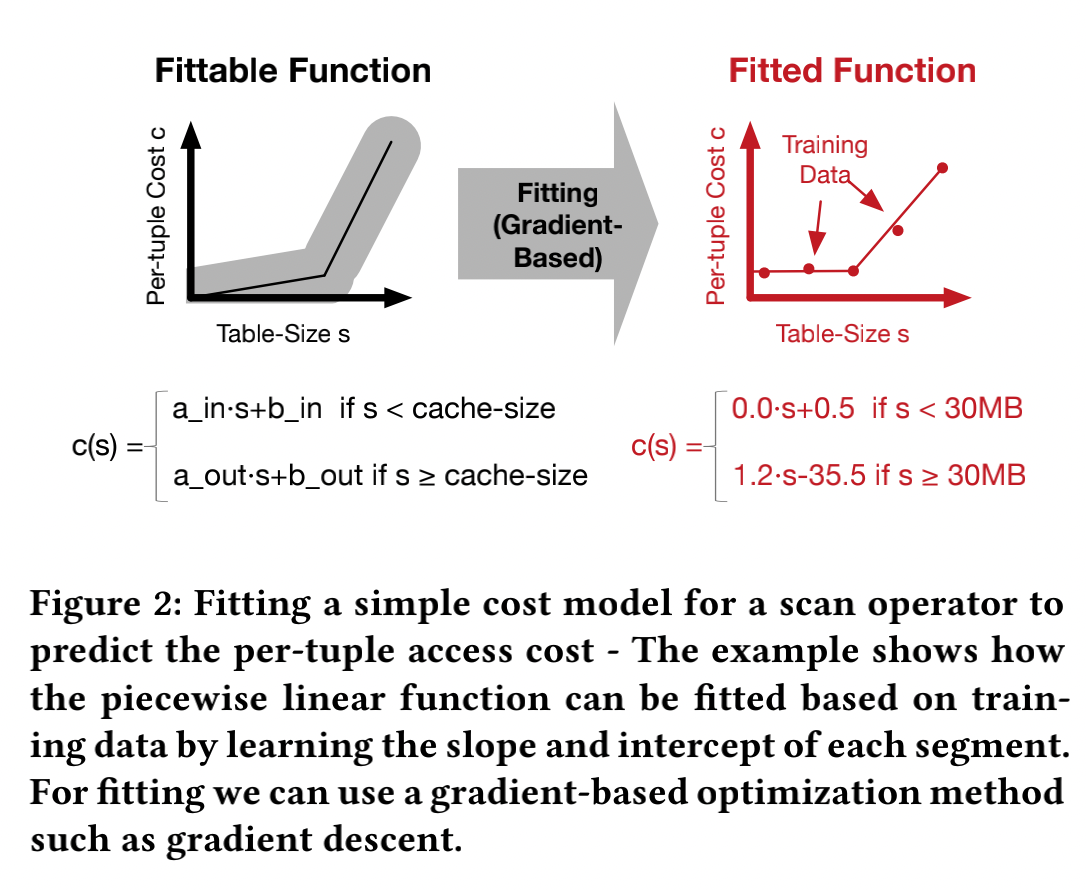 Fittable Function
Per-tuple Cost c
Table-Size s
Fitting
(Gradient-
Based)
Fitted Function
Per-tuple Cost c
Training
Data
Table-Size s
c(s) =
a_in·s+b_in if s < cache-size
a_out·s+b_out if s ≥ cache-size
c(s) =
0.0·s+0.5 if s < 30MB
1.2·s-35.5 if s ≥ 30MB
Figure 2: Fitting a simple cost model for a scan operator to
predict the per-tuple access cost - The example shows how
the piecewise linear function can be fitted based on train-
ing data by learning the slope and intercept of each segment.
For fitting we can use a gradient-based optimization method
such as gradient descent.